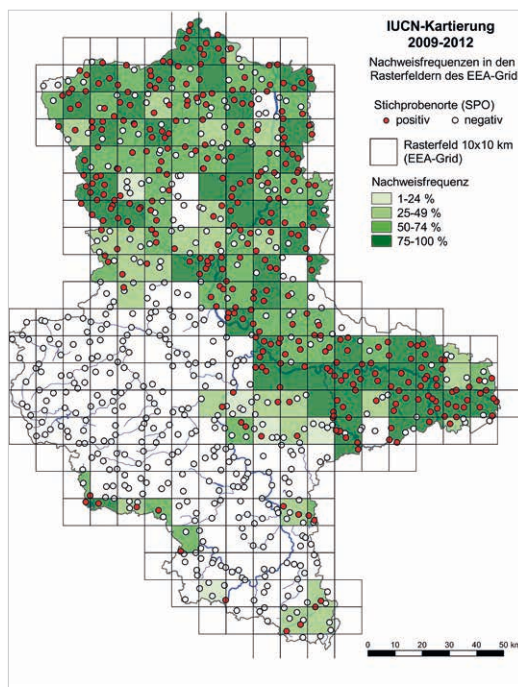 IUCN-Kartierung
2009-2012
Nachweisfrequenzen in den
Rasterfeldern des EEA-Grid
Stichprobenorte (SPO)
positiv negativ
Rasterfeld 10x10 km
(EEA-Grid)
Nachweisfrequenz
1-24 %
25-49 %
50-74 %
75-100 %
0 10 20 30 40 50 km